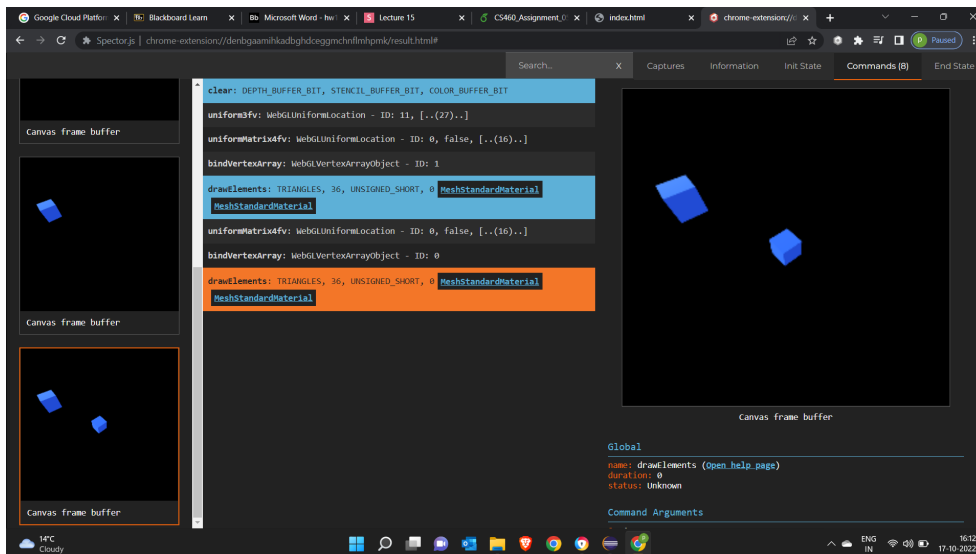 Google Cloud Platfor
Blackboard Learn
Microsoft Word - hw1
Lecture 15
CS460_Assignment_0
index.html
chrome-extension://
Spector.js | chrome-extension://denbgaamihkadbghdceggmchnflmhpmk/result.html#
Paused
Search...
X
Captures
Information
Init State
Commands (8)
End State
Canvas frame buffer
Canvas frame buffer
Canvas frame buffer
clear: DEPTH_BUFFER_BIT, STENCIL_BUFFER_BIT, COLOR_BUFFER_BIT
uniform3fv: WebGLUniformLocation - ID: 11, [..(27)..]
uniformMatrix4fv: WebGLUniformLocation - ID: 0, false, [..(16)..]
bindVertexArray: WebGLVertexArrayObject - ID: 1
drawElements: TRIANGLES, 36, UNSIGNED_SHORT, 0 MeshStandardMaterial
MeshStandardMaterial
uniformMatrix4fv: WebGLUniformLocation - ID: 0, false, [..(16)..]
bindVertexArray: WebGLVertexArrayObject - ID: 0
drawElements: TRIANGLES, 36, UNSIGNED_SHORT, 0 MeshStandardMaterial
MeshStandardMaterial
Canvas frame buffer
Global
name: drawElements (Open help page)
duration: 0
status: Unknown
Command Arguments
14°C
Cloudy
ENG
IN
17-10-2022